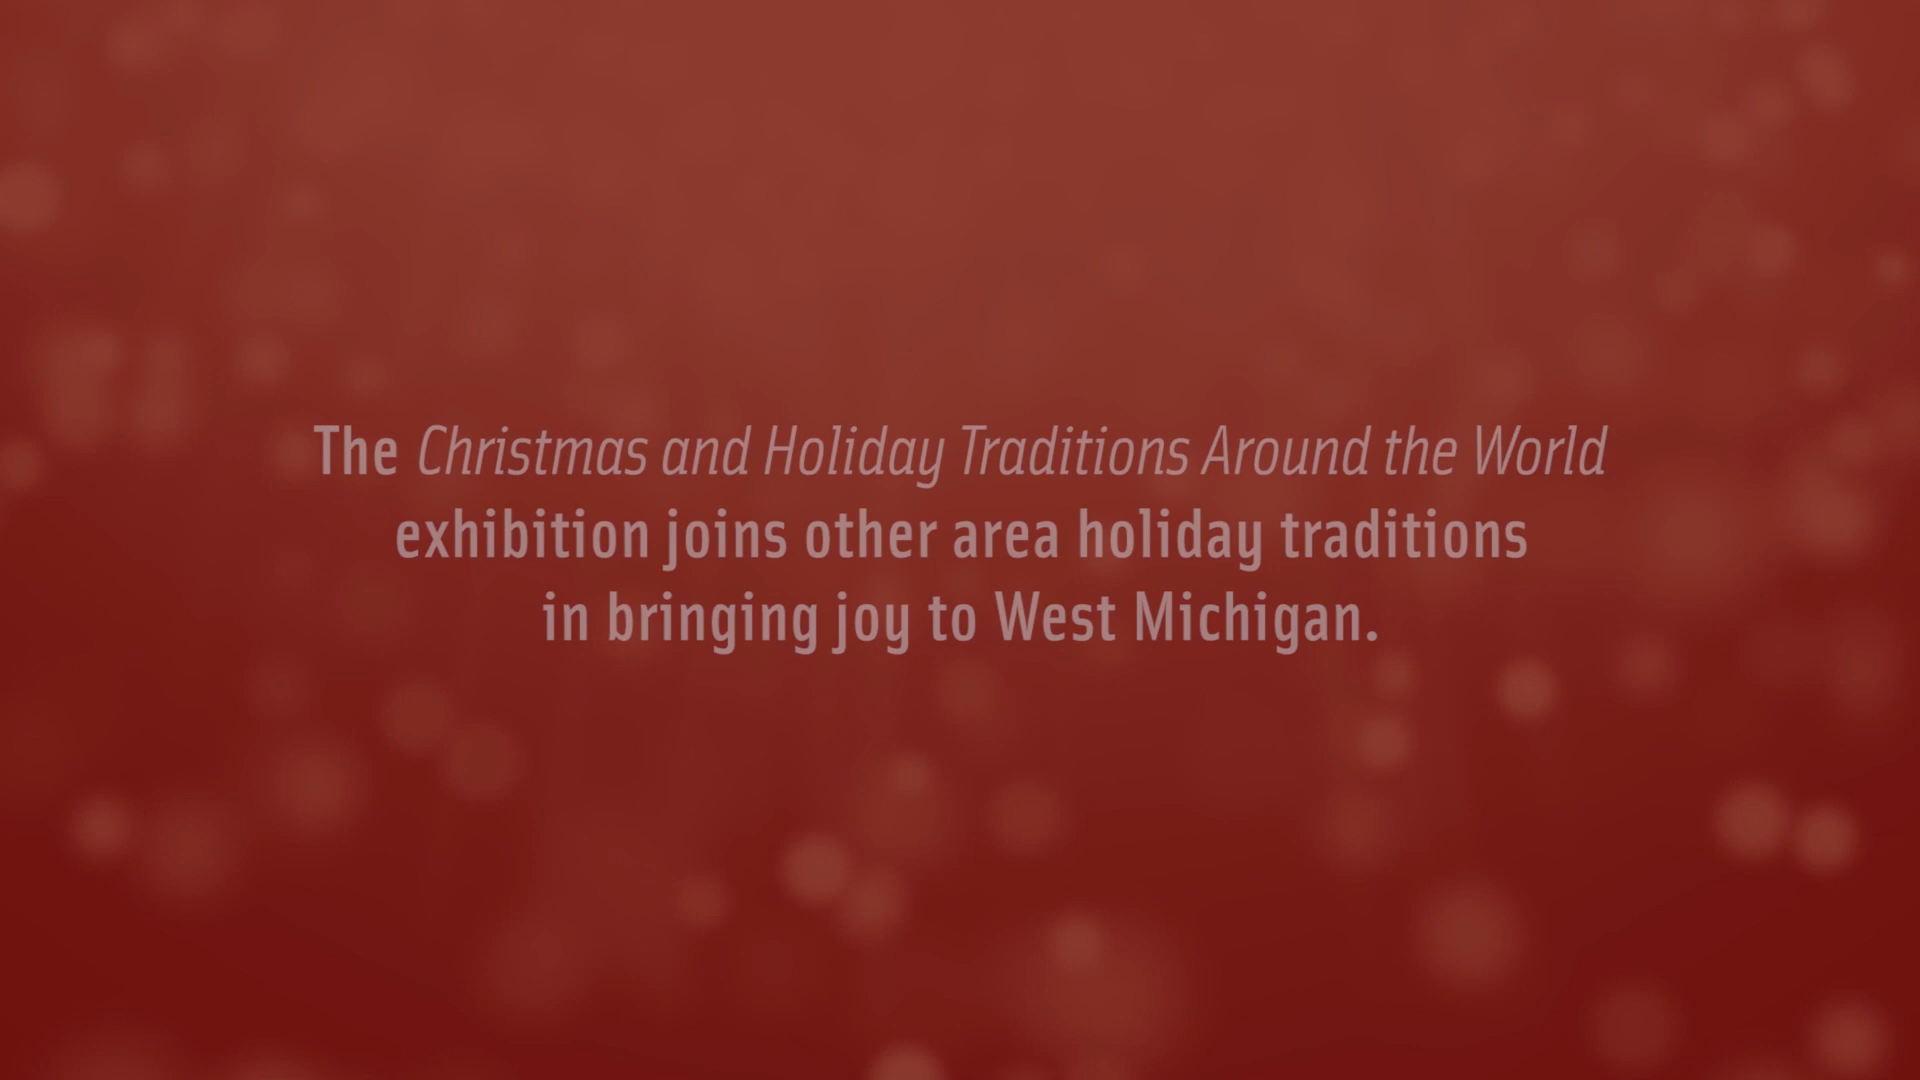 The Christmas and Holiday Traditions Around the World
exhibition joins other area holiday traditions
in bringing joy to West Michigan.